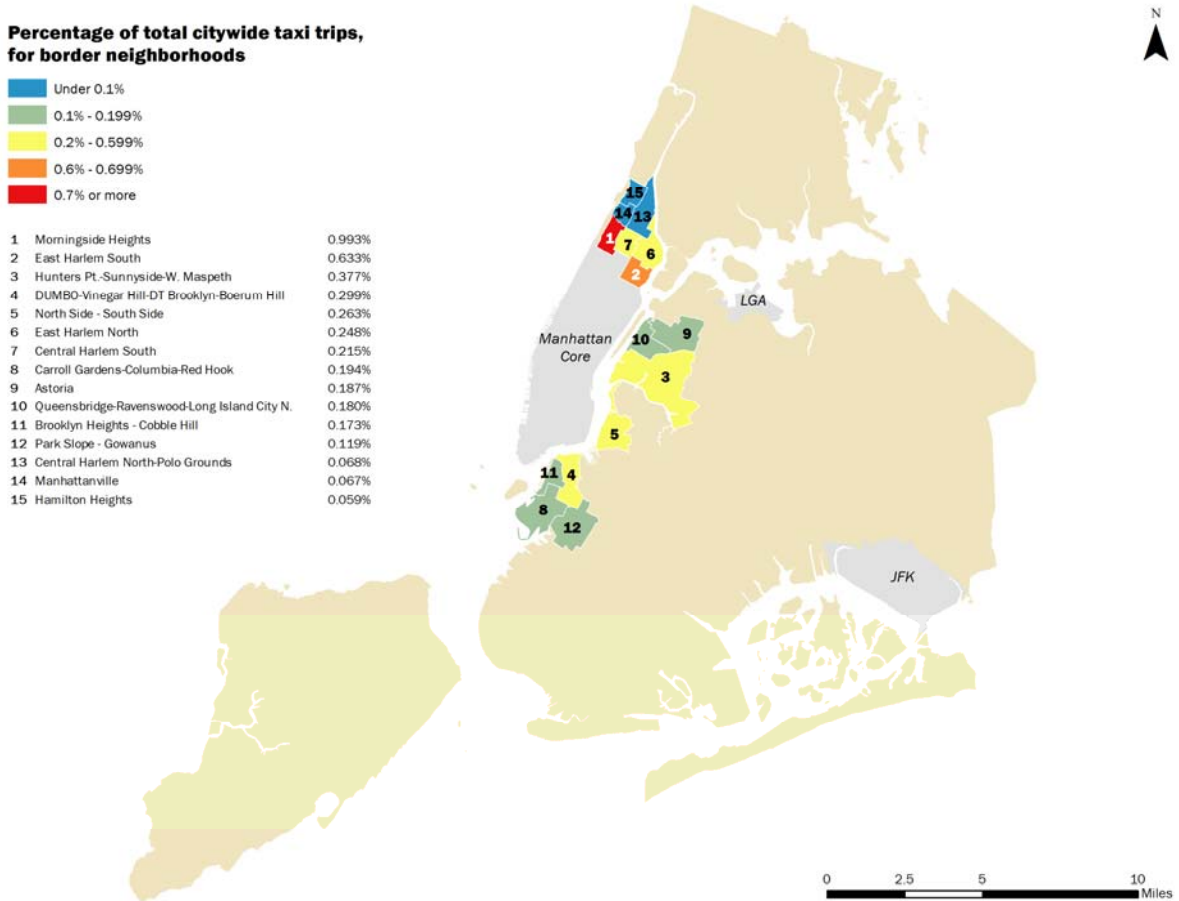 Percentage of total citywide taxi trips,
for border neighborhoods
Under 0.1%
0.1% - 0.199%
0.2% - 0.599%
0.6% - 0.699%
0.7% or more
1 Morningside Heights 0.993%
2 East Harlem South 0.633%
3 Hunters Pt.-Sunnyside-W. Maspeth 0.377%
4 DUMBO-Vinegar Hill-DT Brooklyn-Boerum Hill 0.299%
5 North Side - South Side 0.263%
6 East Harlem North 0.248%
7 Central Harlem South 0.215%
8 Carroll Gardens-Columbia-Red Hook 0.194%
9 Astoria 0.187%
10 Queensbridge-Ravenswood-Long Island City N. 0.180%
11 Brooklyn Heights - Cobble Hill 0.173%
12 Park Slope - Gowanus 0.119%
13 Central Harlem North-Polo Grounds 0.068%
14 Manhattanville 0.067%
15 Hamilton Heights 0.059%
N
15
14 13
1
7
6
2
LGA
Manhattan
Core
10
9
3
5
11
4
8
12
JFK
0 2.5 5 10
Miles